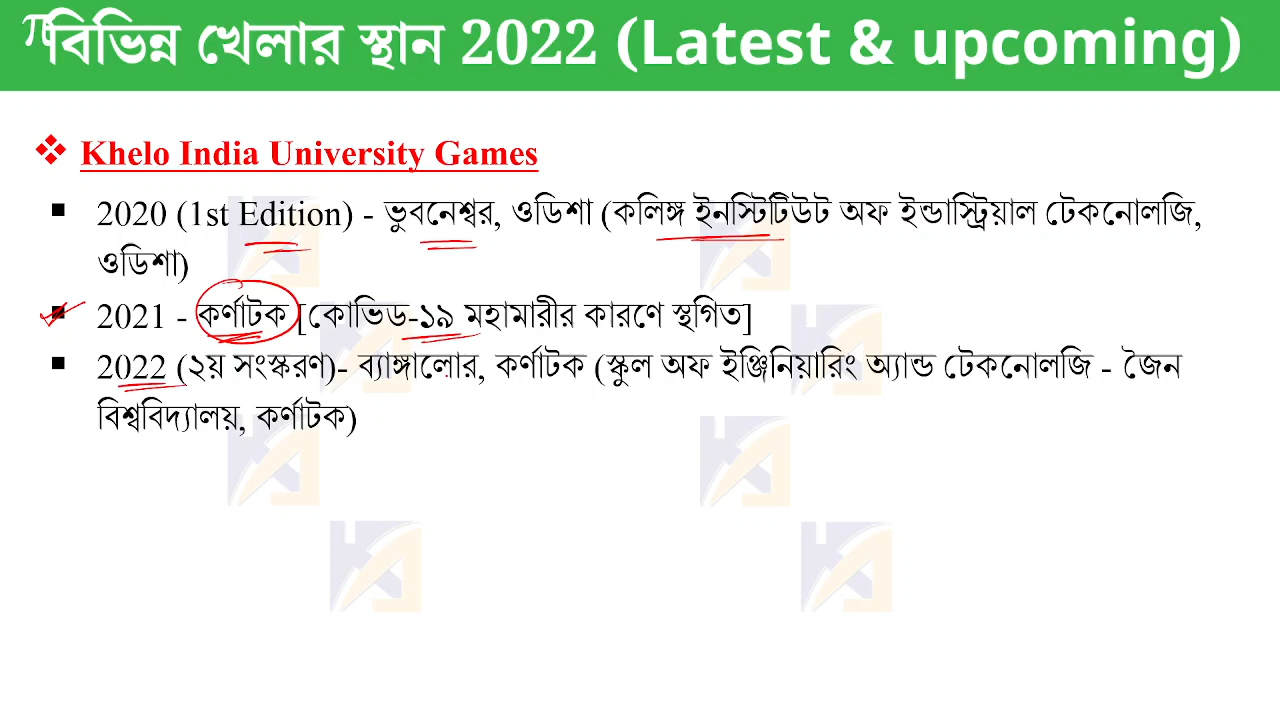 π বিভিন্ন খেলার স্থান 2022 (Latest & upcoming)
Khelo India University Games
2020 (1st Edition) - ভুবনেশ্বর, ওডিশা (কলিঙ্গ ইনস্টিটিউট অফ ইন্ডাস্ট্রিয়াল টেকনোলজি,
ওডিশা)
2021 - কর্ণাটক [কোভিড-১৯ মহামারীর কারণে স্থগিত]
2022 (২য় সংস্করণ)- ব্যাঙ্গালোর, কর্ণাটক (স্কুল অফ ইঞ্জিনিয়ারিং অ্যান্ড টেকনোলজি - জৈন
বিশ্ববিদ্যালয়, কর্ণাটক)